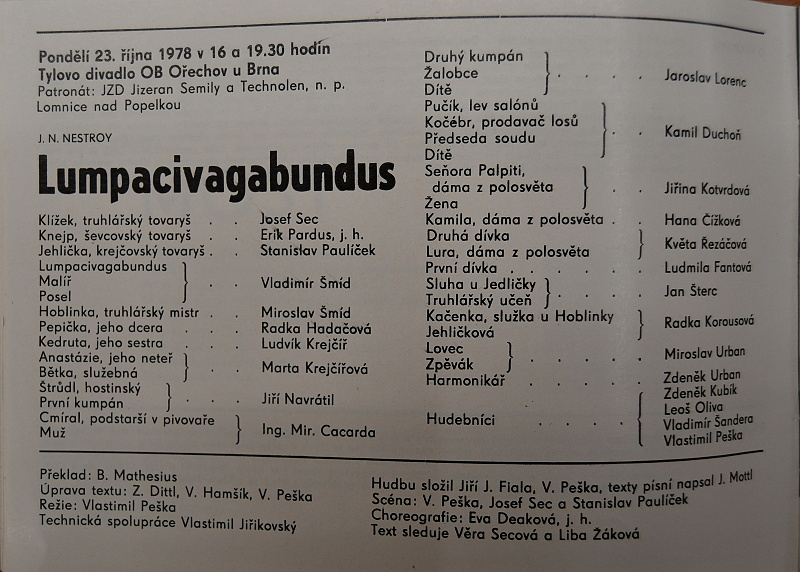 Pondělí 23. října 1978 v 16 a 19.30 hodín
Tylovo divadlo OB Ořechov u Brna
Patronát: JZD Jizeran Semily a Technolen, n. p.
Lomnice nad Popelkou
J. N. NESTROY
Lumpacivagabundus
Klížek, truhlářský tovaryš . . Josef Sec
Knejp, ševcovský tovaryš . . Erik Pardus, j. h.
Jehlička, krejčovský tovaryš . . Stanislav Paulíček
Lumpacivagabundus
Malíř . . Vladimír Šmíd
Posel
Hoblinka, truhlářský mistr . . Miroslav Šmíd
Pepička, jeho dcera . . . Radka Hadačová
Kedruta, jeho sestra . . . Ludvík Krejčíř
Anastázie, jeho neteř
Bětka, služebná . . Marta Krejčířová
Štrůdl, hostinský
První kumpán . . . Jiří Navrátil
Cmíral, podstarší v pivovaře
Muž Ing. Mir. Cacarda
Druhý kumpán
Žalobce . . . . Jaroslav Lorenc
Dítě
Pučík, lev salónů
Kočébr, prodavač losů
Předseda soudu . . Kamil Duchoň
Dítě
Seňora Palpiti,
dáma z polosvěta . . Jiřina Kotvrdová
Žena
Kamila, dáma z polosvěta . . Hana Čížková
Druhá dívka
Lura, dáma z polosvěta . . Květa Řezáčová
První dívka . . . . . . Ludmila Fantová
Sluha u Jedličky
Truhlářský učeň . . . . Jan Šterc
Kačenka, služka u Hoblinky
Jehličková Radka Korousová
Lovec
Zpěvák . . . . . Miroslav Urban
Harmonikář . . . . . Zdeněk Urban
Zdeněk Kubík
Leoš Oliva
Hudebníci . . . . Vladimír Šandera
Vlastimil Peška
Překlad: B. Mathesius
Úprava textu: Z. Dittl, V. Hamšík, V. Peška
Režie: Vlastimil Peška
Technická spolupráce Vlastimil Jiříkovský
Hudbu složil Jiří J. Fiala, V. Peška, texty písní napsal J. Mottl
Scéna: V. Peška, Josef Sec a Stanislav Paulíček
Choreografie: Eva Deaková, j. h.
Text sleduje Věra Secová a Liba Žáková